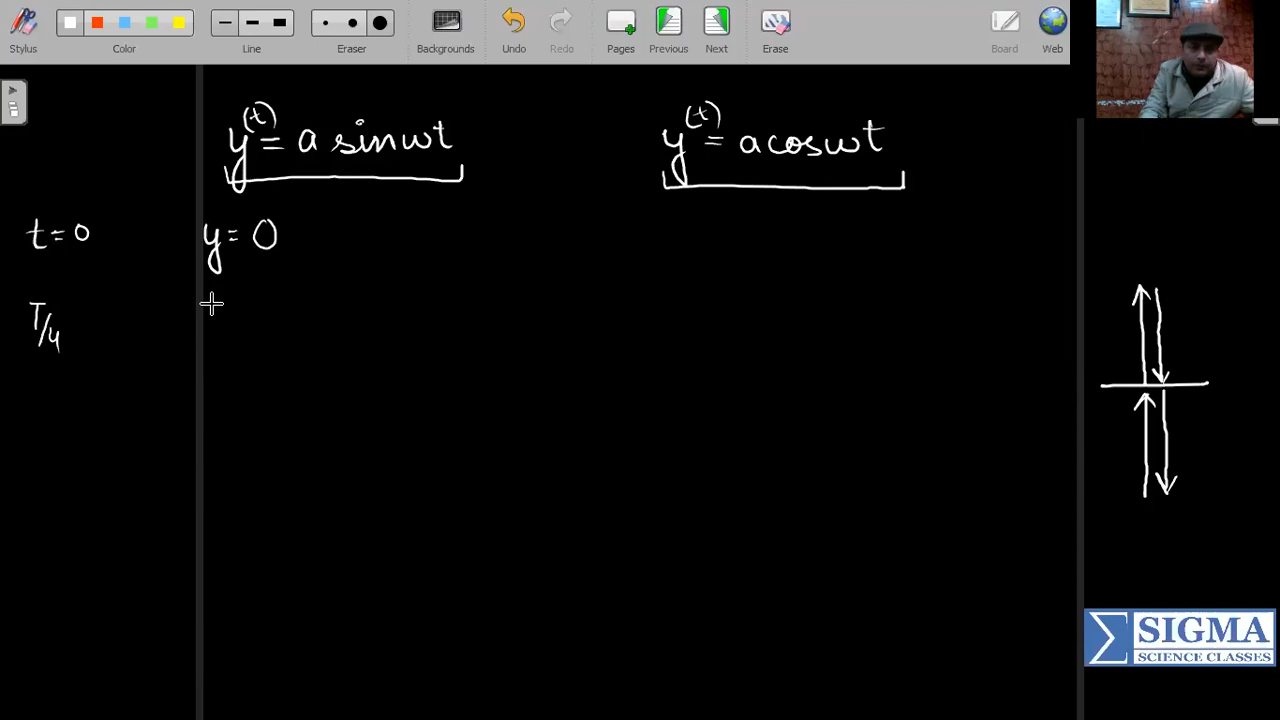 Stylus
Color
Line
Eraser
Backgrounds
Undo
Redo
Pages
Previous
Next
Erase
Board
Web
y(t) = a sinωt
y(t) = a cosωt
t = 0
y = 0
T/4
SIGMA
SCIENCE CLASSES